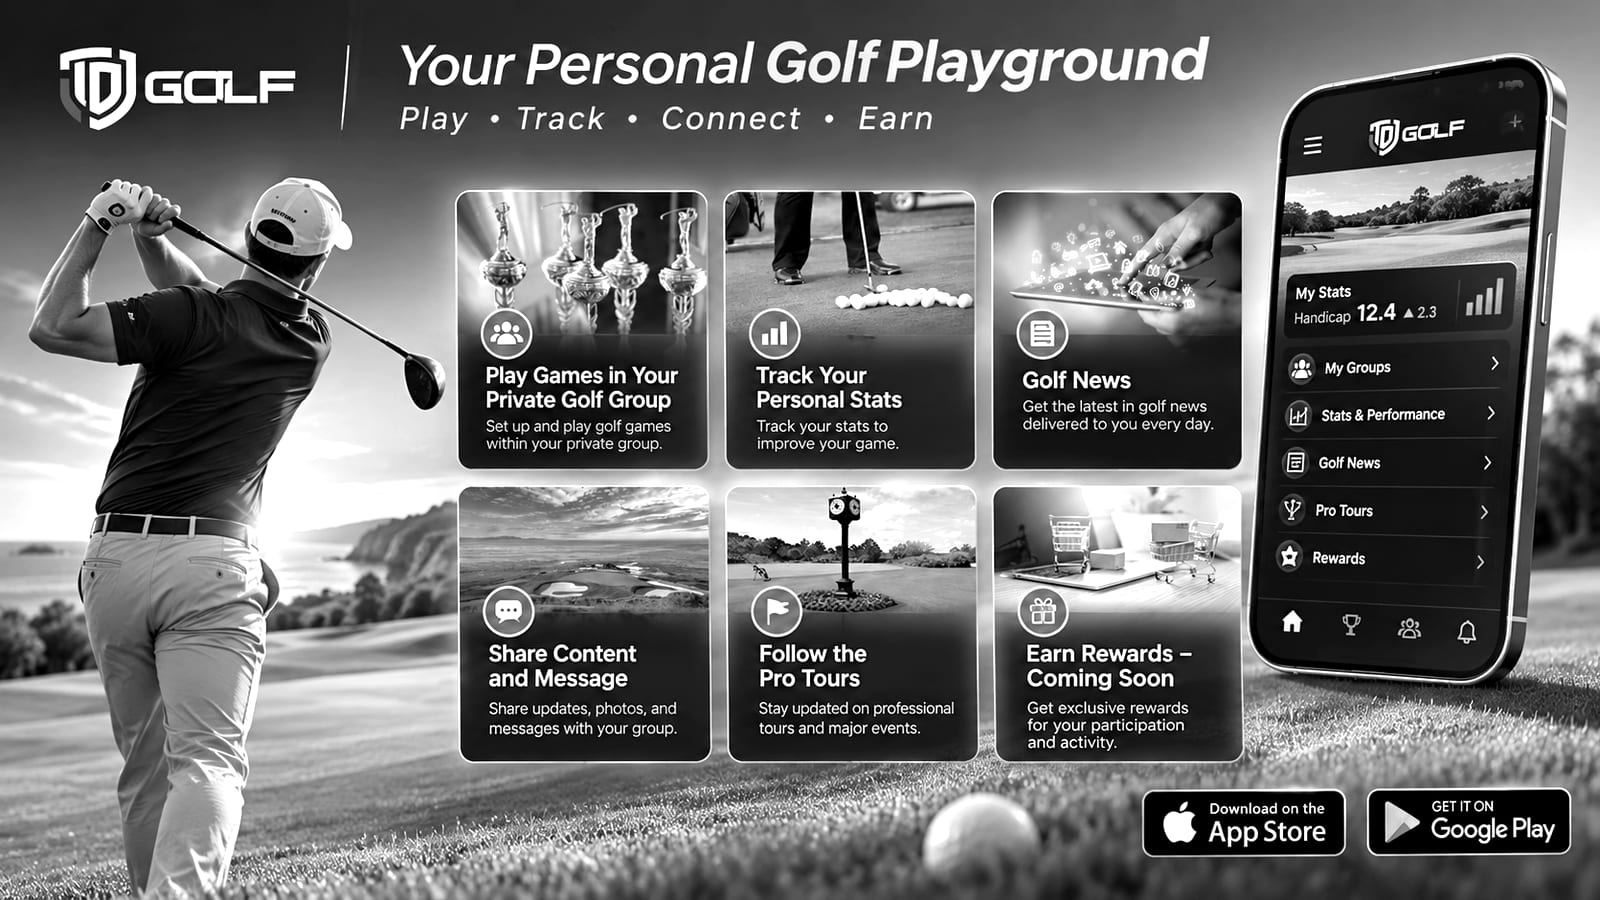 TD GOLF
Your Personal Golf Playground
Play • Track • Connect • Earn
Play Games in Your
Private Golf Group
Set up and play golf games
within your private group.
Track Your
Personal Stats
Track your stats to
improve your game.
Golf News
Get the latest in golf news
delivered to you every day.
Share Content
and Message
Share updates, photos, and
messages with your group.
Follow the
Pro Tours
Stay updated on professional
tours and major events.
Earn Rewards –
Coming Soon
Get exclusive rewards
for your participation
and activity.
TD GOLF
My Stats
Handicap 12.4 ▲ 2.3
My Groups
Stats & Performance
Golf News
Pro Tours
Rewards
Download on the
App Store
GET IT ON
Google Play